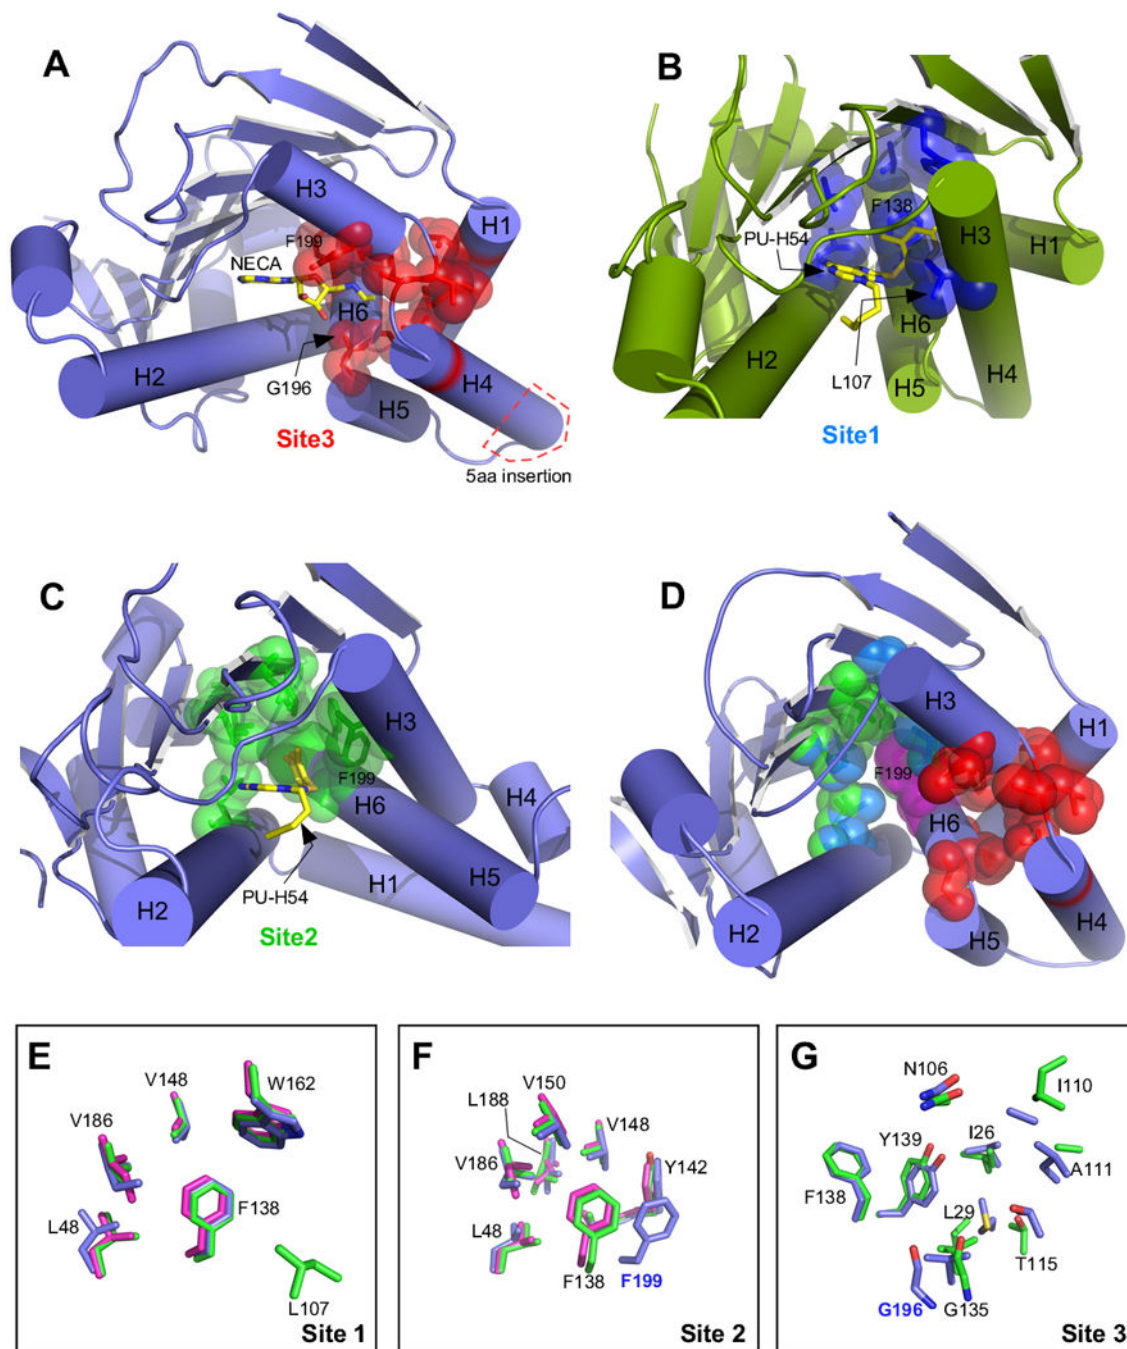 A
H3
H1
F199
NECA
H6
H2
G196
H4
H5
Site3
5aa insertion
B
F138
PU-H54
H3
H1
H6
H2
L107
H5
H4
Site1
C
H3
F199
H4
H6
H5
H1
PU-H54
H2
Site2
D
H3
H1
F199
H6
H2
H4
H5
E
V148
W162
V186
F138
L48
L107
Site 1
F
V150
L188
V148
V186
Y142
L48
F138
F199
Site 2
G
N106
I110
Y139
I26
F138
A111
L29
T115
G196
G135
Site 3